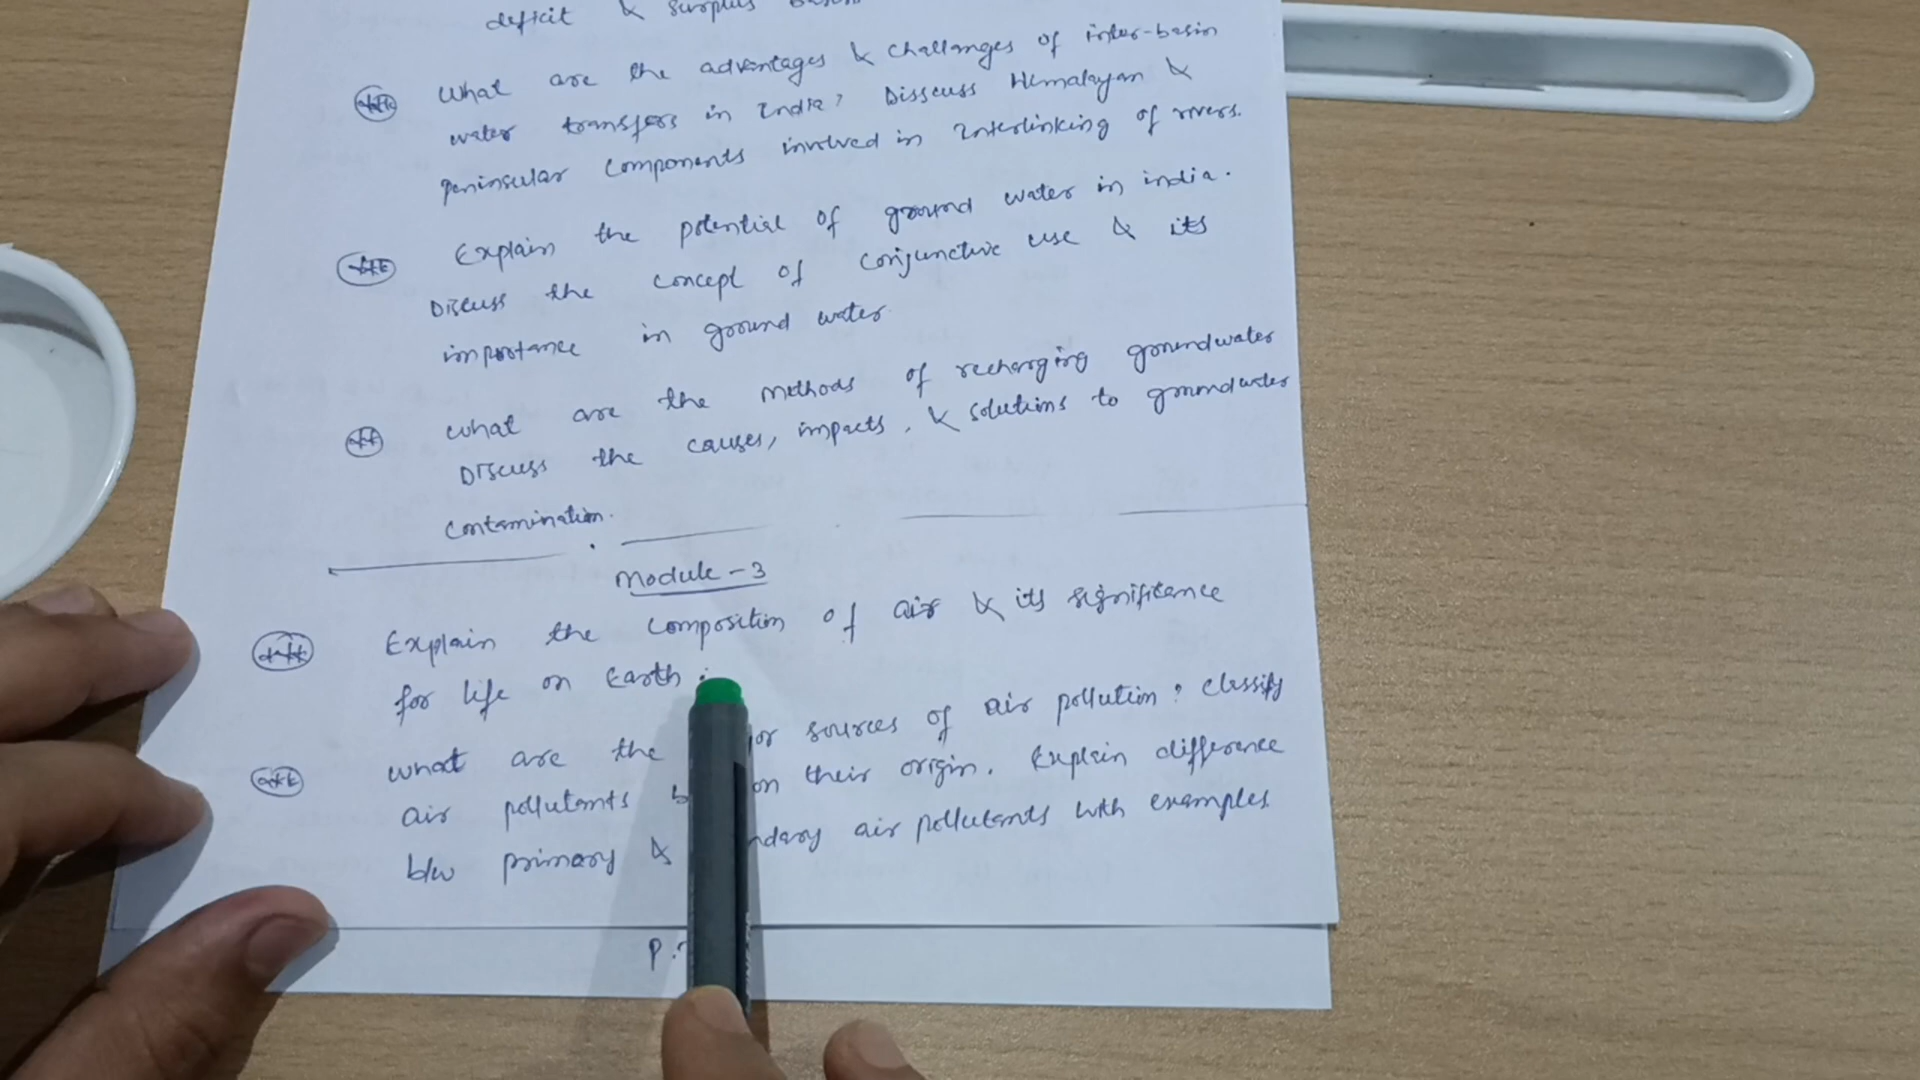 deficit & surplus
What are the advantages & challanges of inter-basin
water transfers in India? Disscuss Himalayan &
peninsular components involved in Interlinking of rivers.
Explain the potential of ground water in india.
Discuss the concept of conjunctive use & its
importance in ground water
what are the methods of recharging groundwater
Discuss the causes, impacts, & solutions to groundwater
contamination.
Module - 3
Explain the composition of air & its significance
for life on Earth.
what are the sources of air pollution? classify
air pollutants on their origin. Explain difference
b/w primary & air pollutants with examples